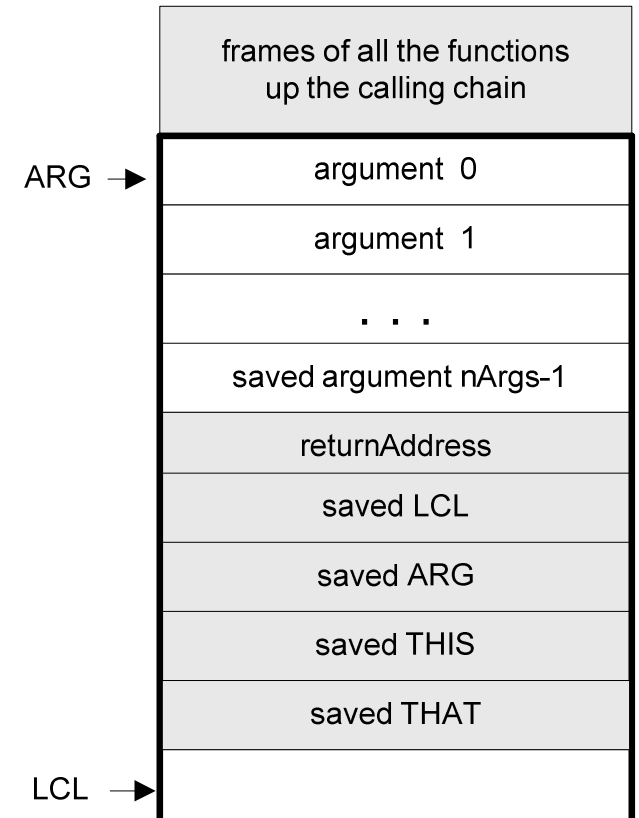 frames of all the functions
up the calling chain
ARG
argument 0
argument 1
. . .
saved argument nArgs-1
returnAddress
saved LCL
saved ARG
saved THIS
saved THAT
LCL